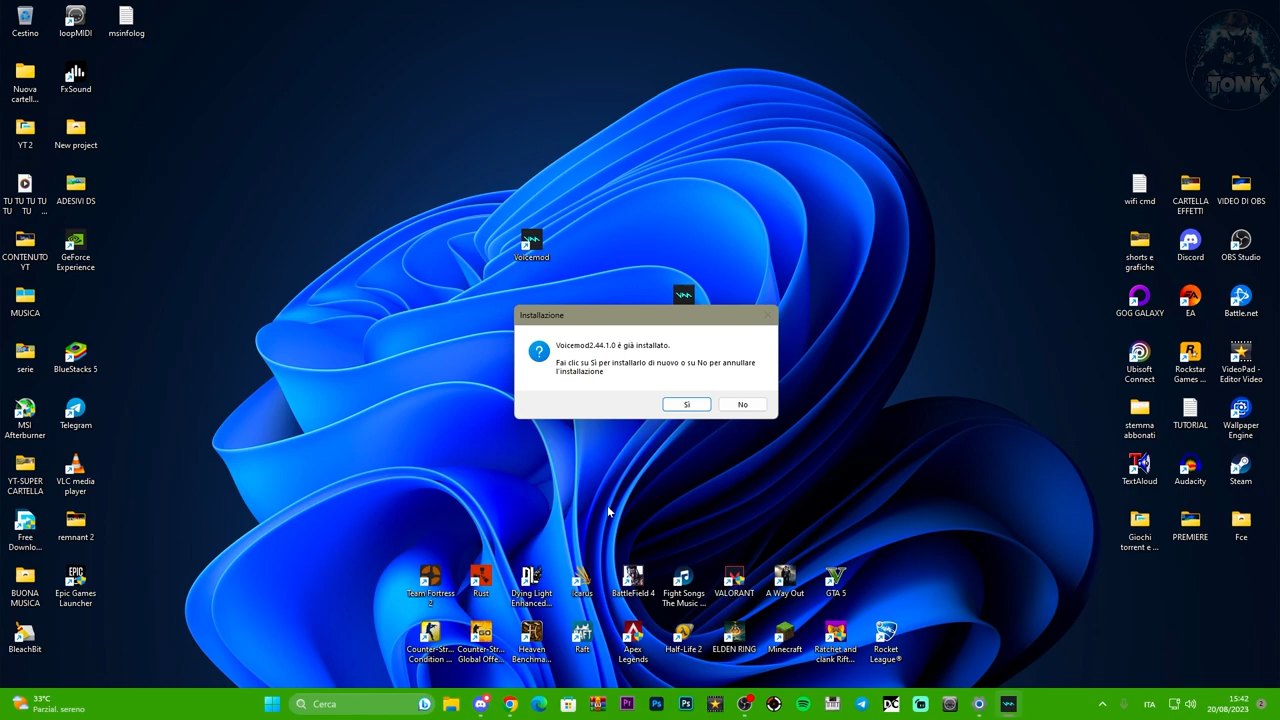 Cestino
loopMIDI
msinfolog
Nuova
cartell...
FxSound
YT 2
New project
TU TU TU TU
TU TU ...
ADESIVI DS
CONTENUTO
YT
GeForce
Experience
MUSICA
serie
BlueStacks 5
MSI
Afterburner
Telegram
YT-SUPER
CARTELLA
VLC media
player
Free
Downlo...
remnant 2
BUONA
MUSICA
Epic Games
Launcher
BleachBit
Voicemod
Installazione
Voicemod2.44.1.0 è già installato.
Fai clic su Sì per installarlo di nuovo o su No per annullare
l'installazione
Sì
No
TONY
wifi cmd
CARTELLA
EFFETTI
VIDEO DI OBS
shorts e
grafiche
Discord
OBS Studio
GOG GALAXY
EA
Battle.net
Ubisoft
Connect
Rockstar
Games ...
VideoPad -
Editor Video
stemma
abbonati
TUTORIAL
Wallpaper
Engine
TextAloud
Audacity
Steam
Giochi
torrent e ...
PREMIERE
Fce
Team Fortress
2
Rust
Dying Light
Enhanced...
Icarus
BattleField 4
Fight Songs
The Music ...
VALORANT
A Way Out
GTA 5
Counter-Str...
Condition ...
Counter-Str...
Global Offe...
Heaven
Benchma...
Raft
Apex
Legends
Half-Life 2
ELDEN RING
Minecraft
Ratchet and
clank Rift...
Rocket
League®
33°C
Parzial. sereno
Cerca
ITA
15:42
20/08/2023
2